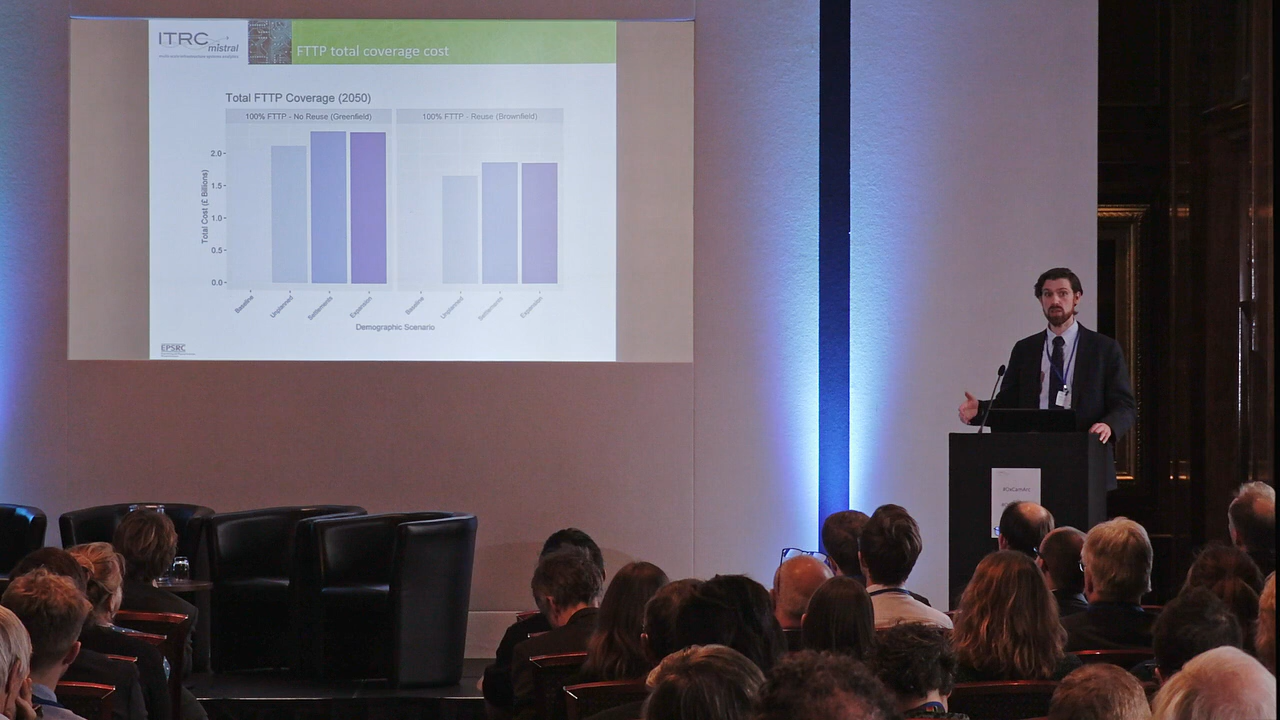 ITRC
mistral
FTTP total coverage cost
Total FTTP Coverage (2050)
100% FTTP - No Reuse (Greenfield)
100% FTTP - Reuse (Brownfield)
Total Cost (£ Billions)
2.0
1.5
1.0
0.5
0.0
Baseline
Unplanned
Settlements
Expansion
Baseline
Unplanned
Settlements
Expansion
Demographic Scenario
EPSRC
#OxCamArc